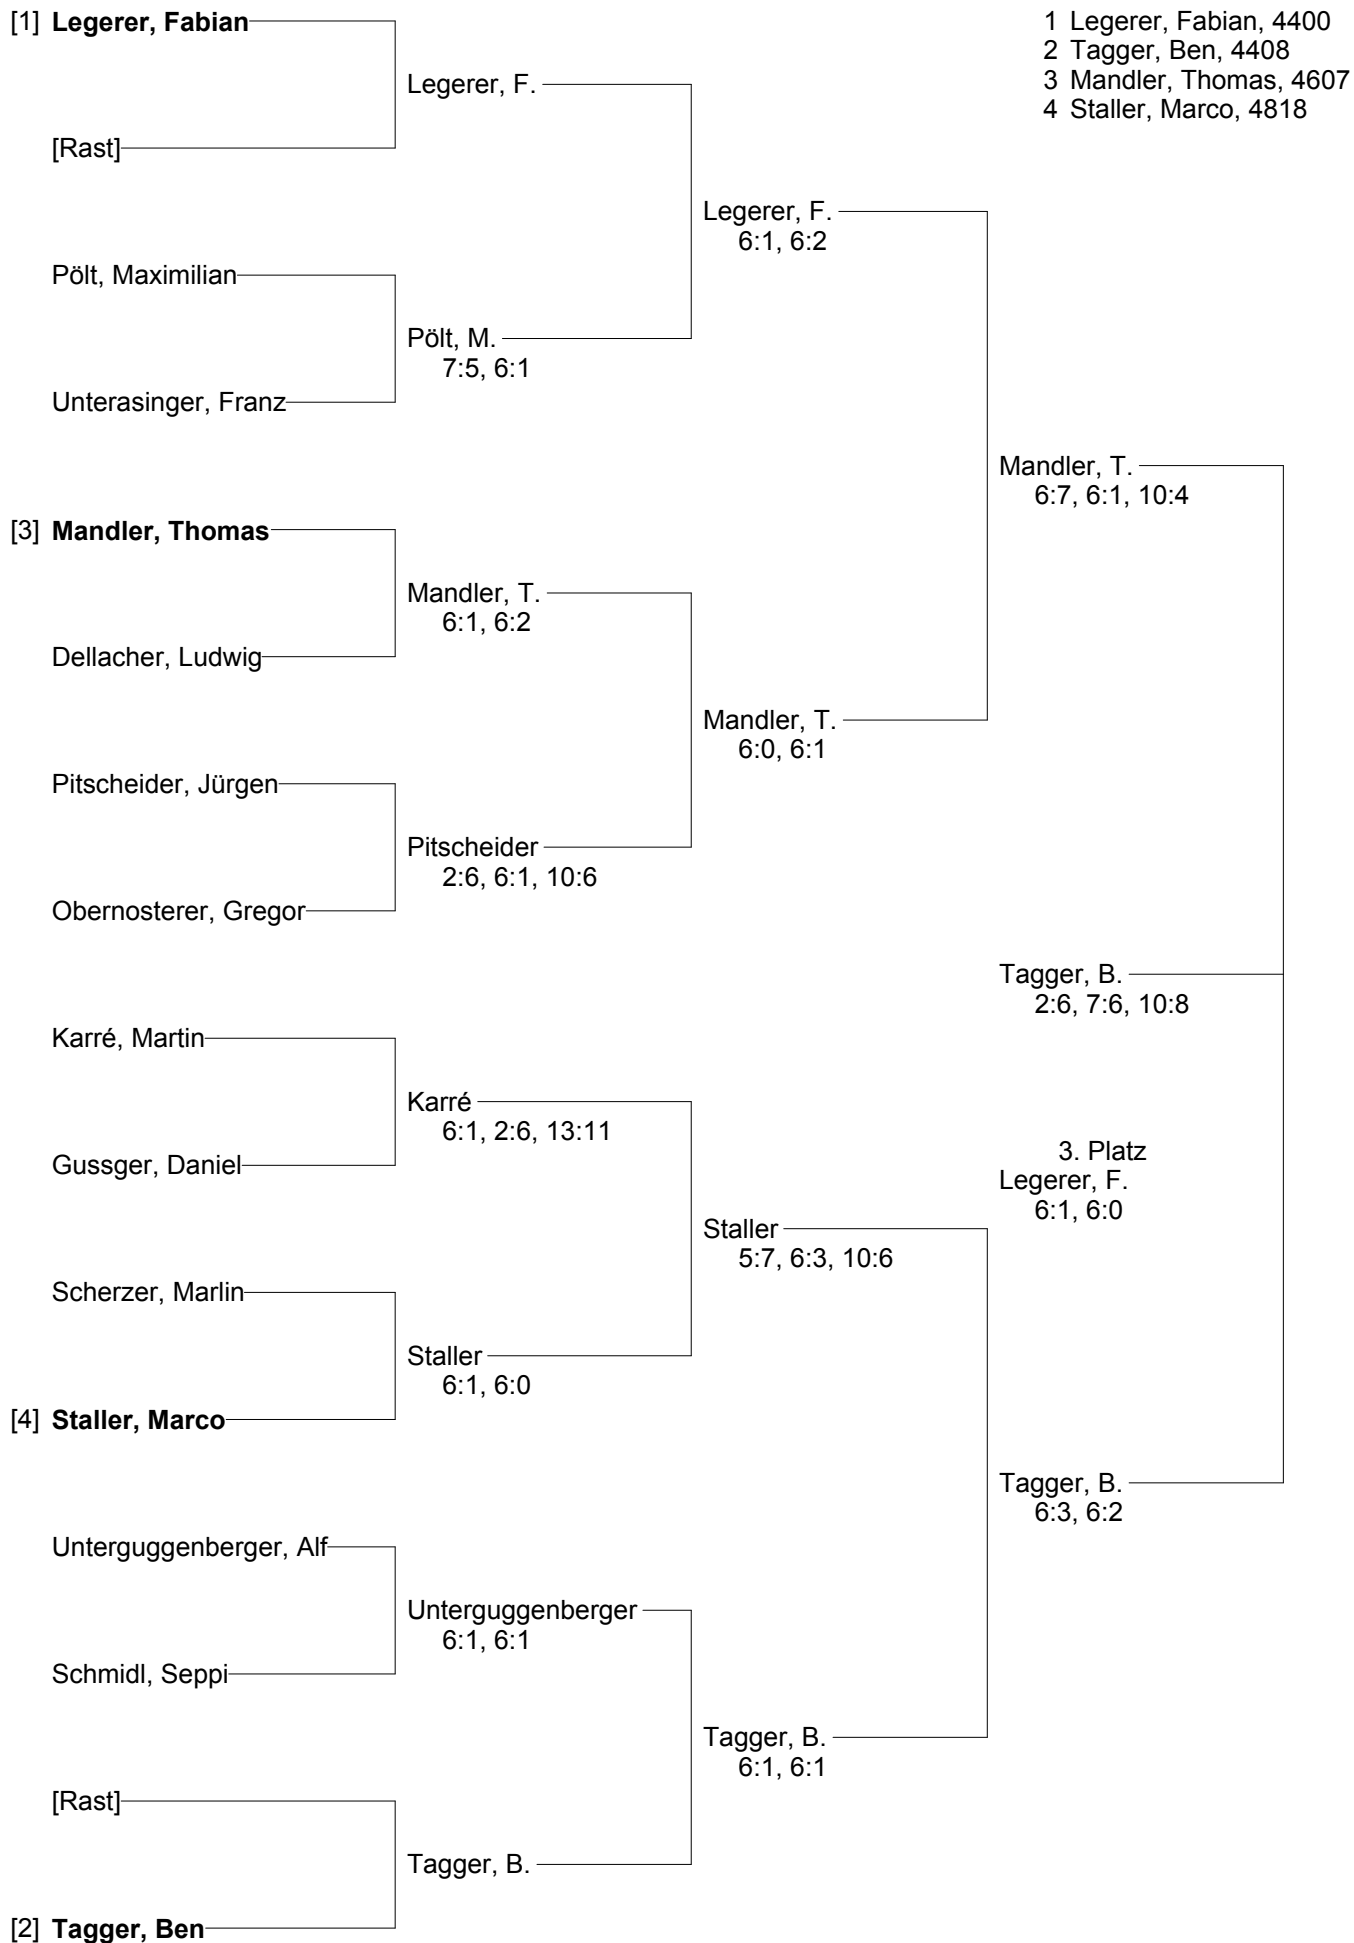 [1] Legerer, Fabian
[Rast]
Pölt, Maximilian
Unterasinger, Franz
[3] Mandler, Thomas
Dellacher, Ludwig
Pitscheider, Jürgen
Obernosterer, Gregor
Karré, Martin
Gussger, Daniel
Scherzer, Marlin
[4] Staller, Marco
Unterguggenberger, Alf
Schmidl, Seppi
[Rast]
[2] Tagger, Ben
Legerer, F.
Pölt, M.
7:5, 6:1
Mandler, T.
6:1, 6:2
Pitscheider
2:6, 6:1, 10:6
Karré
6:1, 2:6, 13:11
Staller
6:1, 6:0
Unterguggenberger
6:1, 6:1
Tagger, B.
Legerer, F.
6:1, 6:2
Mandler, T.
6:0, 6:1
Staller
5:7, 6:3, 10:6
Tagger, B.
6:1, 6:1
Mandler, T.
6:7, 6:1, 10:4
Tagger, B.
6:3, 6:2
Tagger, B.
2:6, 7:6, 10:8
3. Platz
Legerer, F.
6:1, 6:0
1 Legerer, Fabian, 4400
2 Tagger, Ben, 4408
3 Mandler, Thomas, 4607
4 Staller, Marco, 4818